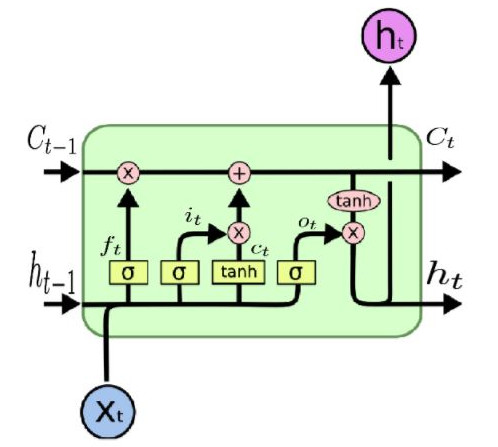 hₜ
Cₜ₋₁
Cₜ
x
+
tanh
iₜ
oₜ
x
x
fₜ
cₜ
hₜ₋₁
σ
σ
tanh
σ
hₜ
Xₜ